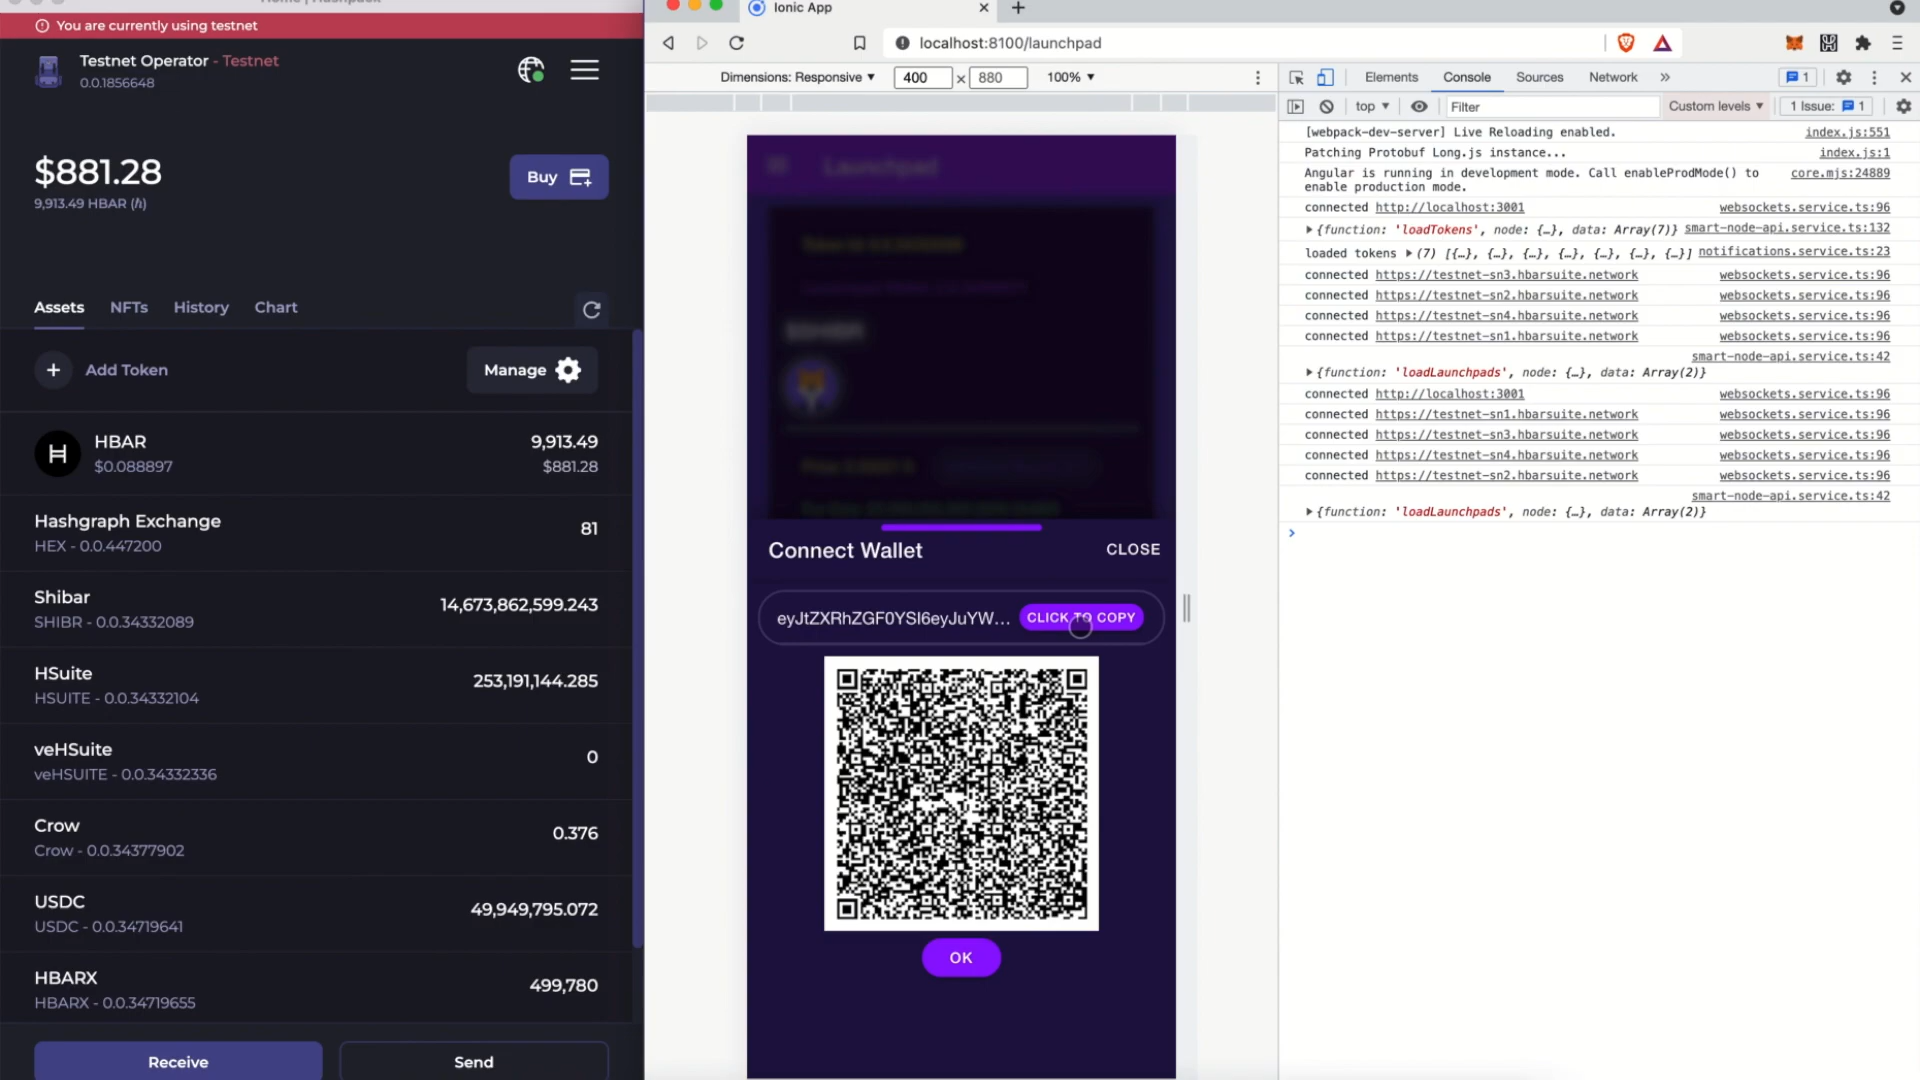 You are currently using testnet
Testnet Operator - Testnet
0.0.1856648
$881.28
9,913.49 HBAR (ℏ)
Buy
Assets
NFTs
History
Chart
+
Add Token
Manage
HBAR
9,913.49
$0.088897
$881.28
Hashgraph Exchange
81
HEX - 0.0.447200
Shibar
14,673,862,599.243
SHIBR - 0.0.34332089
HSuite
253,191,144.285
HSUITE - 0.0.34332104
veHSuite
0
veHSUITE - 0.0.34332336
Crow
0.376
Crow - 0.0.34377902
USDC
49,949,795.072
USDC - 0.0.34719641
HBARX
499,780
HBARX - 0.0.34719655
Receive
Send
Ionic App
localhost:8100/launchpad
Dimensions: Responsive
400 × 880
100%
Launchpad
Connect Wallet
CLOSE
eyJtZXRhZGF0YSI6eyJuYW...
CLICK TO COPY
OK
Elements
Console
Sources
Network
»
1
top
Filter
Custom levels
1 Issue:
1
[webpack-dev-server] Live Reloading enabled. index.js:551
Patching Protobuf Long.js instance... index.js:1
Angular is running in development mode. Call enableProdMode() to core.mjs:24889
enable production mode.
connected http://localhost:3001 websockets.service.ts:96
{function: 'loadTokens', node: {…}, data: Array(7)} smart-node-api.service.ts:132
loaded tokens (7) [{…}, {…}, {…}, {…}, {…}, {…}, {…}] notifications.service.ts:23
connected https://testnet-sn3.hbarsuite.network websockets.service.ts:96
connected https://testnet-sn2.hbarsuite.network websockets.service.ts:96
connected https://testnet-sn4.hbarsuite.network websockets.service.ts:96
connected https://testnet-sn1.hbarsuite.network websockets.service.ts:96
smart-node-api.service.ts:42
{function: 'loadLaunchpads', node: {…}, data: Array(2)}
connected http://localhost:3001 websockets.service.ts:96
connected https://testnet-sn1.hbarsuite.network websockets.service.ts:96
connected https://testnet-sn3.hbarsuite.network websockets.service.ts:96
connected https://testnet-sn4.hbarsuite.network websockets.service.ts:96
connected https://testnet-sn2.hbarsuite.network websockets.service.ts:96
smart-node-api.service.ts:42
{function: 'loadLaunchpads', node: {…}, data: Array(2)}